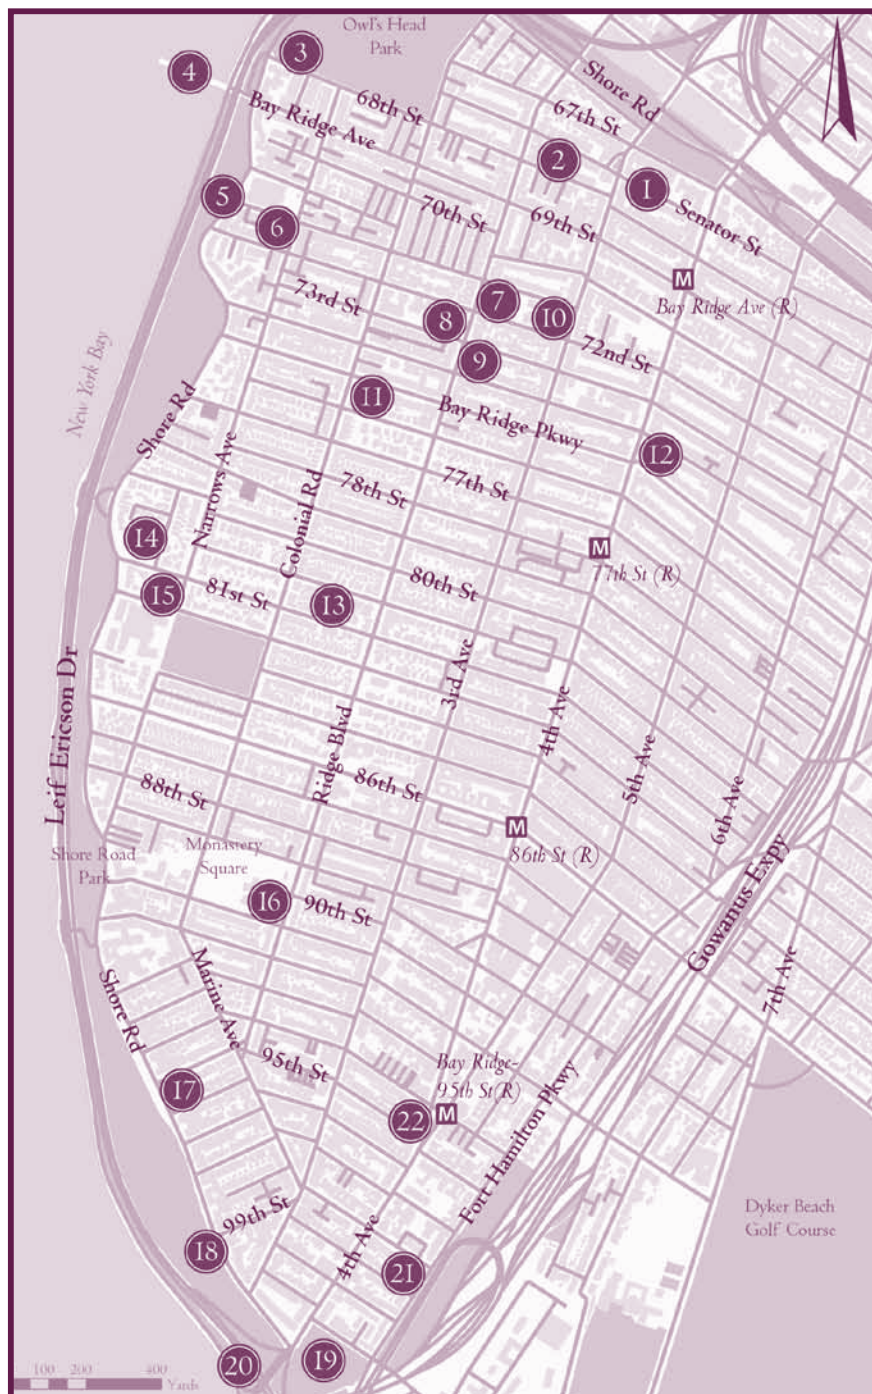 Owl's Head
Park
3
4
Shore Rd
68th St
67th St
Bay Ridge Ave
2
1
5
6
70th St
69th St
Senator St
M
Bay Ridge Ave (R)
73rd St
7
8
10
9
72nd St
New York Bay
11
Bay Ridge Pkwy
Shore Rd
12
Narrows Ave
78th St
77th St
Colonial Rd
14
M
77th St (R)
15
81st St
13
80th St
3rd Ave
4th Ave
Leif Ericson Dr
Ridge Blvd
5th Ave
88th St
86th St
6th Ave
M
86th St (R)
Shore Road
Park
Monastery
Square
16
90th St
Gowanus Expy
7th Ave
Shore Rd
Marine Ave
95th St
Bay Ridge-
95th St(R)
M
17
22
Fort Hamilton Pkwy
99th St
Dyker Beach
Golf Course
18
4th Ave
21
20
19
100 200 400
Yards